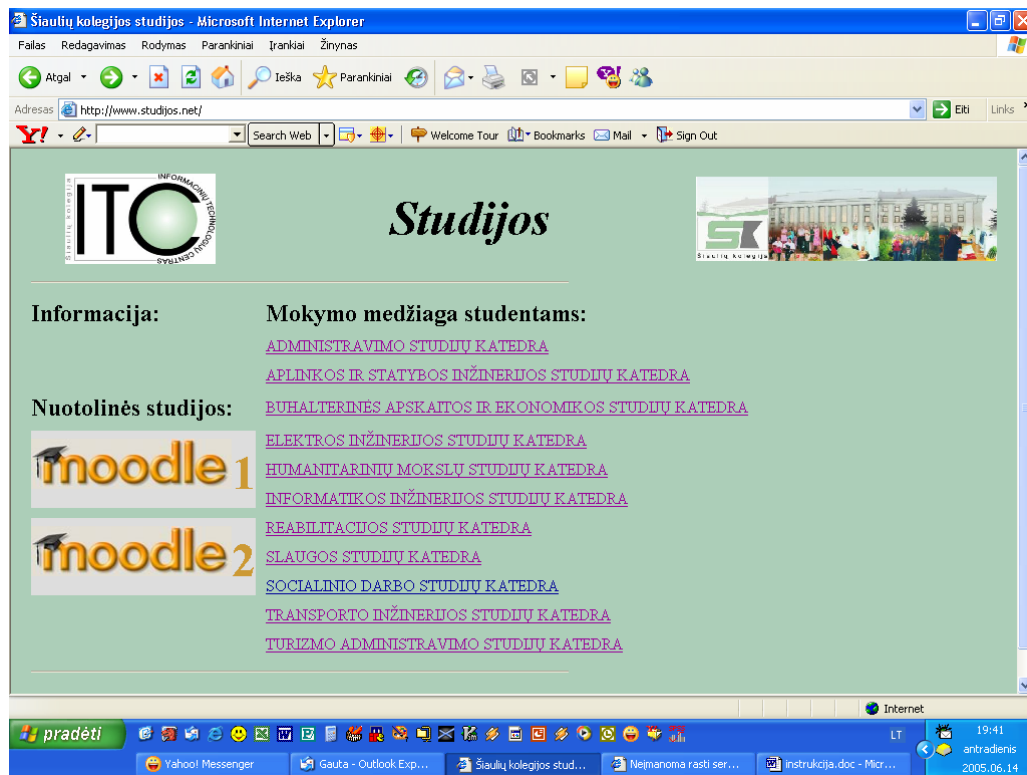 Šiaulių kolegijos studijos - Microsoft Internet Explorer
Failas Redagavimas Rodymas Parankiniai Įrankiai Žinynas
Atgal Ieška Parankiniai
Adresas http://www.studijos.net/ Eiti Links
Y! Search Web Welcome Tour Bookmarks Mail Sign Out
ITC
Šiaulių kolegija
INFORMACINIŲ TECHNOLOGIJŲ CENTRAS
Studijos
SK
Šiaulių kolegija
Informacija:
Mokymo medžiaga studentams:
ADMINISTRAVIMO STUDIJŲ KATEDRA
APLINKOS IR STATYBOS INŽINERIJOS STUDIJŲ KATEDRA
Nuotolinės studijos:
BUHALTERINĖS APSKAITOS IR EKONOMIKOS STUDIJŲ KATEDRA
moodle 1
ELEKTROS INŽINERIJOS STUDIJŲ KATEDRA
HUMANITARINIŲ MOKSLŲ STUDIJŲ KATEDRA
INFORMATIKOS INŽINERIJOS STUDIJŲ KATEDRA
moodle 2
REABILITACIJOS STUDIJŲ KATEDRA
SLAUGOS STUDIJŲ KATEDRA
SOCIALINIO DARBO STUDIJŲ KATEDRA
TRANSPORTO INŽINERIJOS STUDIJŲ KATEDRA
TURIZMO ADMINISTRAVIMO STUDIJŲ KATEDRA
Internet
pradėti LT 19:41
antradienis
Yahoo! Messenger Gauta - Outlook Exp... Šiaulių kolegijos stud... Neįmanoma rasti ser... instrukcija.doc - Micr... 2005.06.14